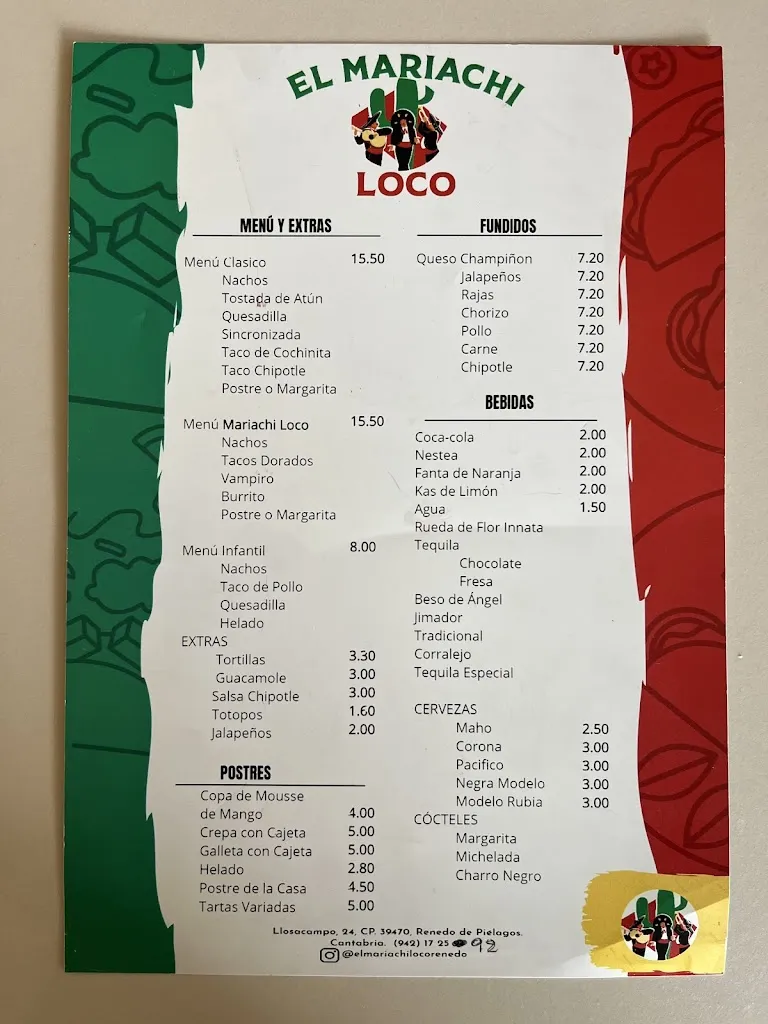 EL MARIACHI
LOCO
MENÚ Y EXTRAS
Menú Clasico 15.50
Nachos
Tostada de Atún
Quesadilla
Sincronizada
Taco de Cochinita
Taco Chipotle
Postre o Margarita
Menú Mariachi Loco 15.50
Nachos
Tacos Dorados
Vampiro
Burrito
Postre o Margarita
Menú Infantil 8.00
Nachos
Taco de Pollo
Quesadilla
Helado
EXTRAS
Tortillas 3.30
Guacamole 3.00
Salsa Chipotle 3.00
Totopos 1.60
Jalapeños 2.00
POSTRES
Copa de Mousse
de Mango 4.00
Crepa con Cajeta 5.00
Galleta con Cajeta 5.00
Helado 2.80
Postre de la Casa 4.50
Tartas Variadas 5.00
FUNDIDOS
Queso Champiñon 7.20
Jalapeños 7.20
Rajas 7.20
Chorizo 7.20
Pollo 7.20
Carne 7.20
Chipotle 7.20
BEBIDAS
Coca-cola 2.00
Nestea 2.00
Fanta de Naranja 2.00
Kas de Limón 2.00
Agua 1.50
Rueda de Flor Innata
Tequila
Chocolate
Fresa
Beso de Ángel
Jimador
Tradicional
Corralejo
Tequila Especial
CERVEZAS
Maho 2.50
Corona 3.00
Pacifico 3.00
Negra Modelo 3.00
Modelo Rubia 3.00
CÓCTELES
Margarita
Michelada
Charro Negro
Llosacampo, 24, CP. 39470, Renedo de Pielagos.
Cantabria. (942) 17 25 92
@elmariachilocorenedo